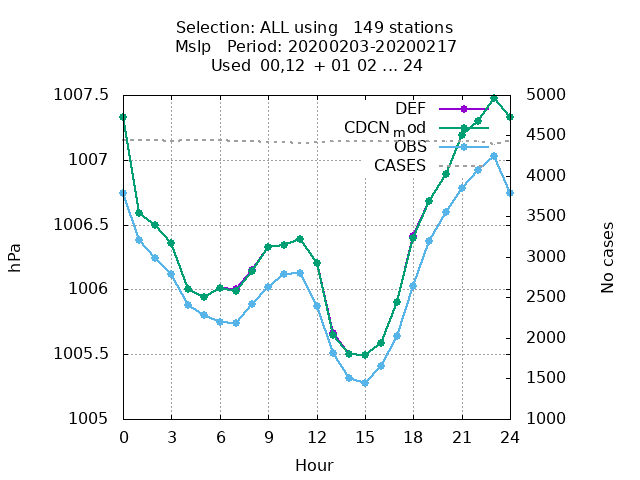 Selection: ALL using   149 stations
Mslp   Period: 20200203-20200217
Used  00,12  + 01 02 ... 24
1007.5
1007
1006.5
1006
1005.5
1005
hPa
DEF
CDCN_mod
OBS
CASES
5000
4500
4000
3500
3000
2500
2000
1500
1000
No cases
0 3 6 9 12 15 18 21 24
Hour